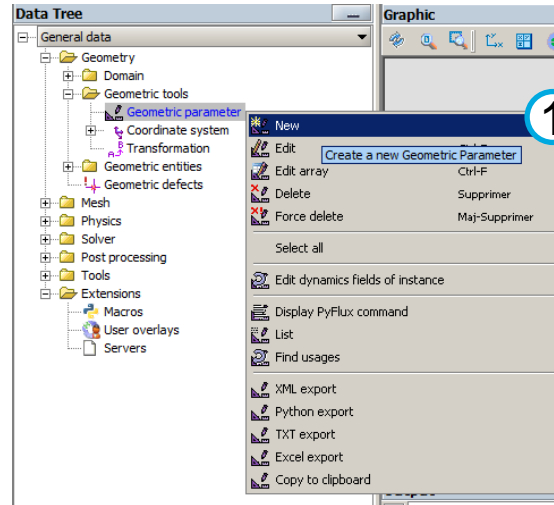 Data Tree
Graphic
General data
Geometry
Domain
Geometric tools
Geometric parameter
Coordinate system
Transformation
Geometric entities
Geometric defects
Mesh
Physics
Solver
Post processing
Tools
Extensions
Macros
User overlays
Servers
1
New
Edit
Create a new Geometric Parameter
Edit array Ctrl-F
Delete Supprimer
Force delete Maj-Supprimer
Select all
Edit dynamics fields of instance
Display PyFlux command
List
Find usages
XML export
Python export
TXT export
Excel export
Copy to clipboard